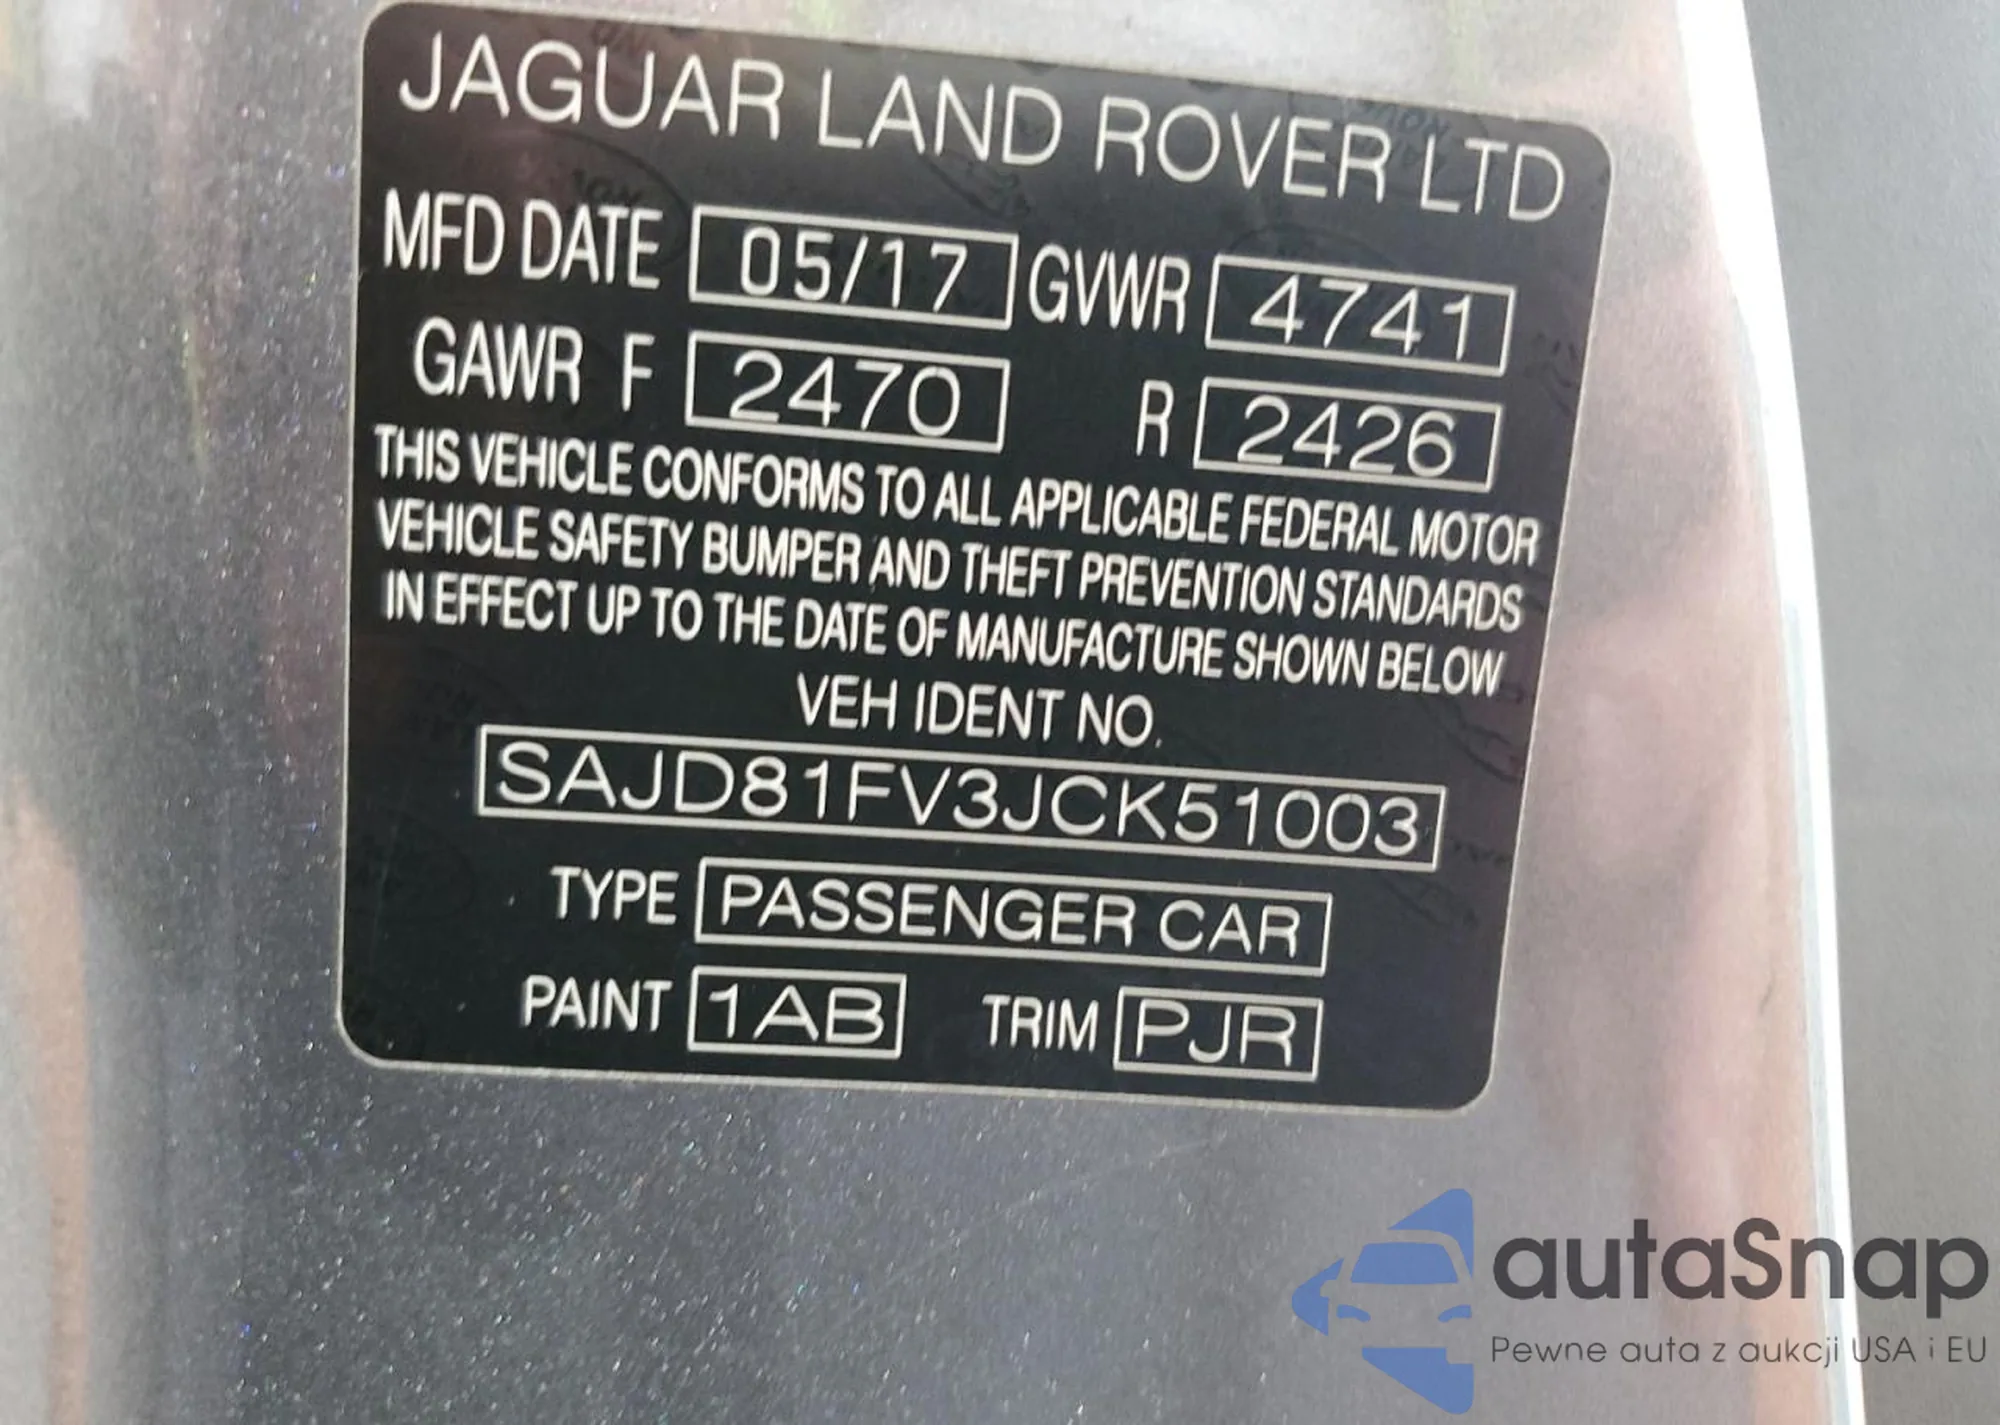 JAGUAR LAND ROVER LTD
MFD DATE 05/17 GVWR 4741
GAWR F 2470 R 2426
THIS VEHICLE CONFORMS TO ALL APPLICABLE FEDERAL MOTOR
VEHICLE SAFETY BUMPER AND THEFT PREVENTION STANDARDS
IN EFFECT UP TO THE DATE OF MANUFACTURE SHOWN BELOW
VEH IDENT NO.
SAJD81FV3JCK51003
TYPE PASSENGER CAR
PAINT 1AB TRIM PJR
autaSnap
Pewne auta z aukcji USA i EU